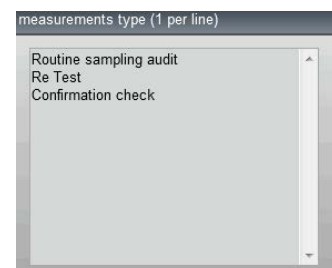 measurements type (1 per line)
Routine sampling audit
Re Test
Confirmation check